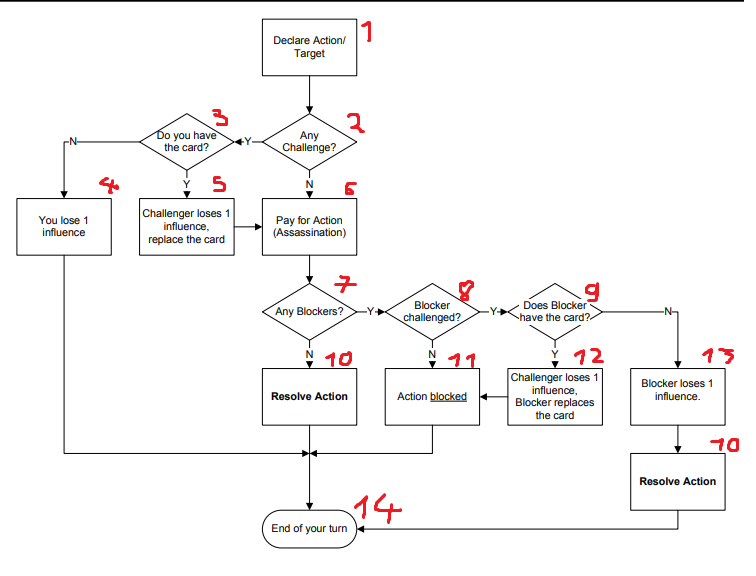 1
Declare Action/
Target
3
2
Do you have
the card?
Any
Challenge?
N
Y
Y
N
4
5
6
You lose 1
influence
Challenger loses 1
influence,
replace the card
Pay for Action
(Assassination)
7
8
9
Any Blockers?
Y
Blocker
challenged?
Y
Does Blocker
have the card?
N
N
N
Y
10
11
12
13
Resolve Action
Action blocked
Challenger loses 1
influence,
Blocker replaces
the card
Blocker loses 1
influence.
10
Resolve Action
14
End of your turn